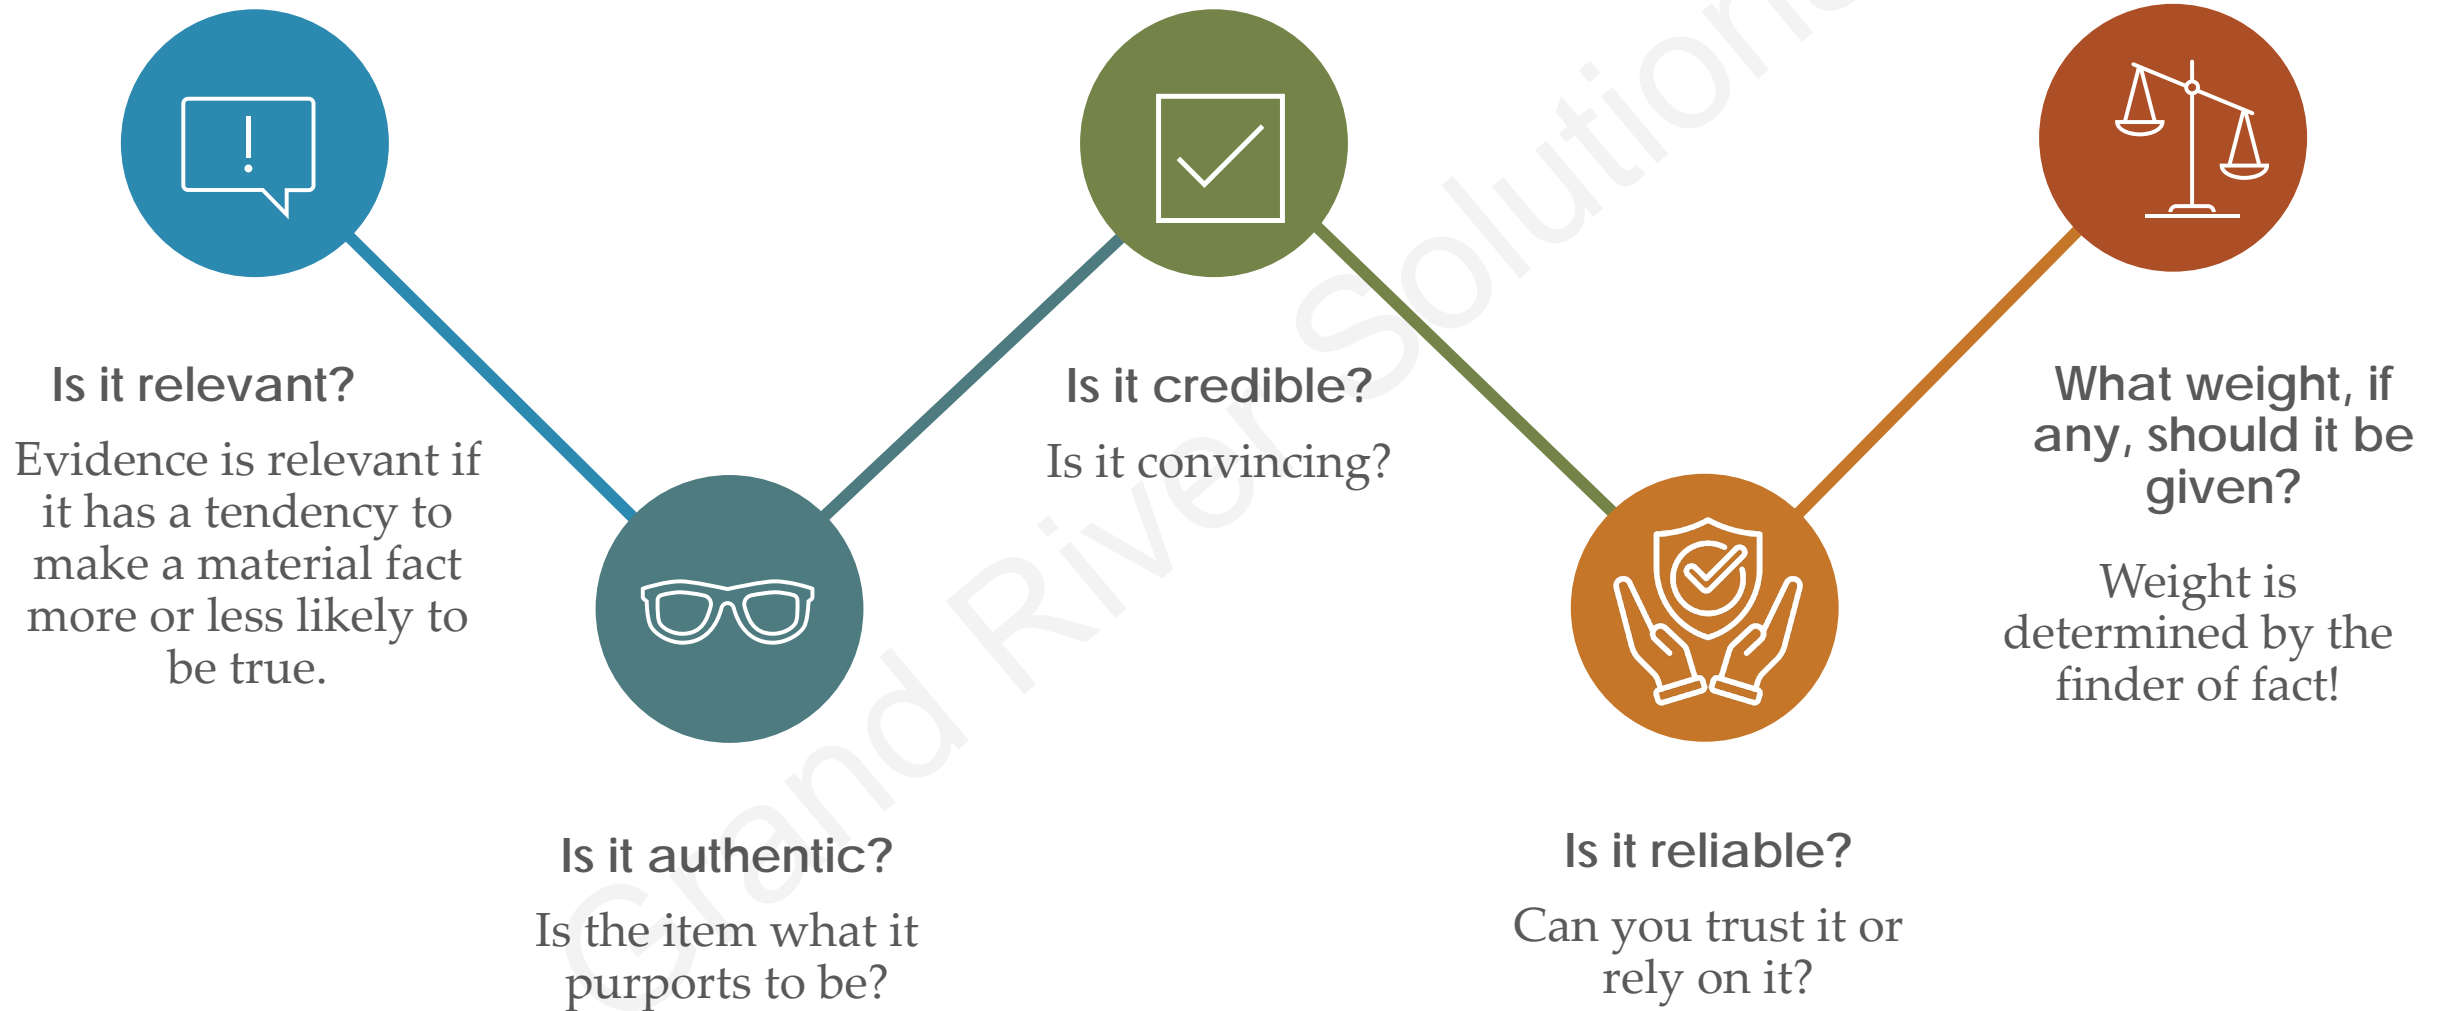 Is it relevant?
Evidence is relevant if
it has a tendency to
make a material fact
more or less likely to
be true.
Is it authentic?
Is the item what it
purports to be?
Is it credible?
Is it convincing?
Is it reliable?
Can you trust it or
rely on it?
What weight, if
any, should it be
given?
Weight is
determined by the
finder of fact!
Grand River Solutions